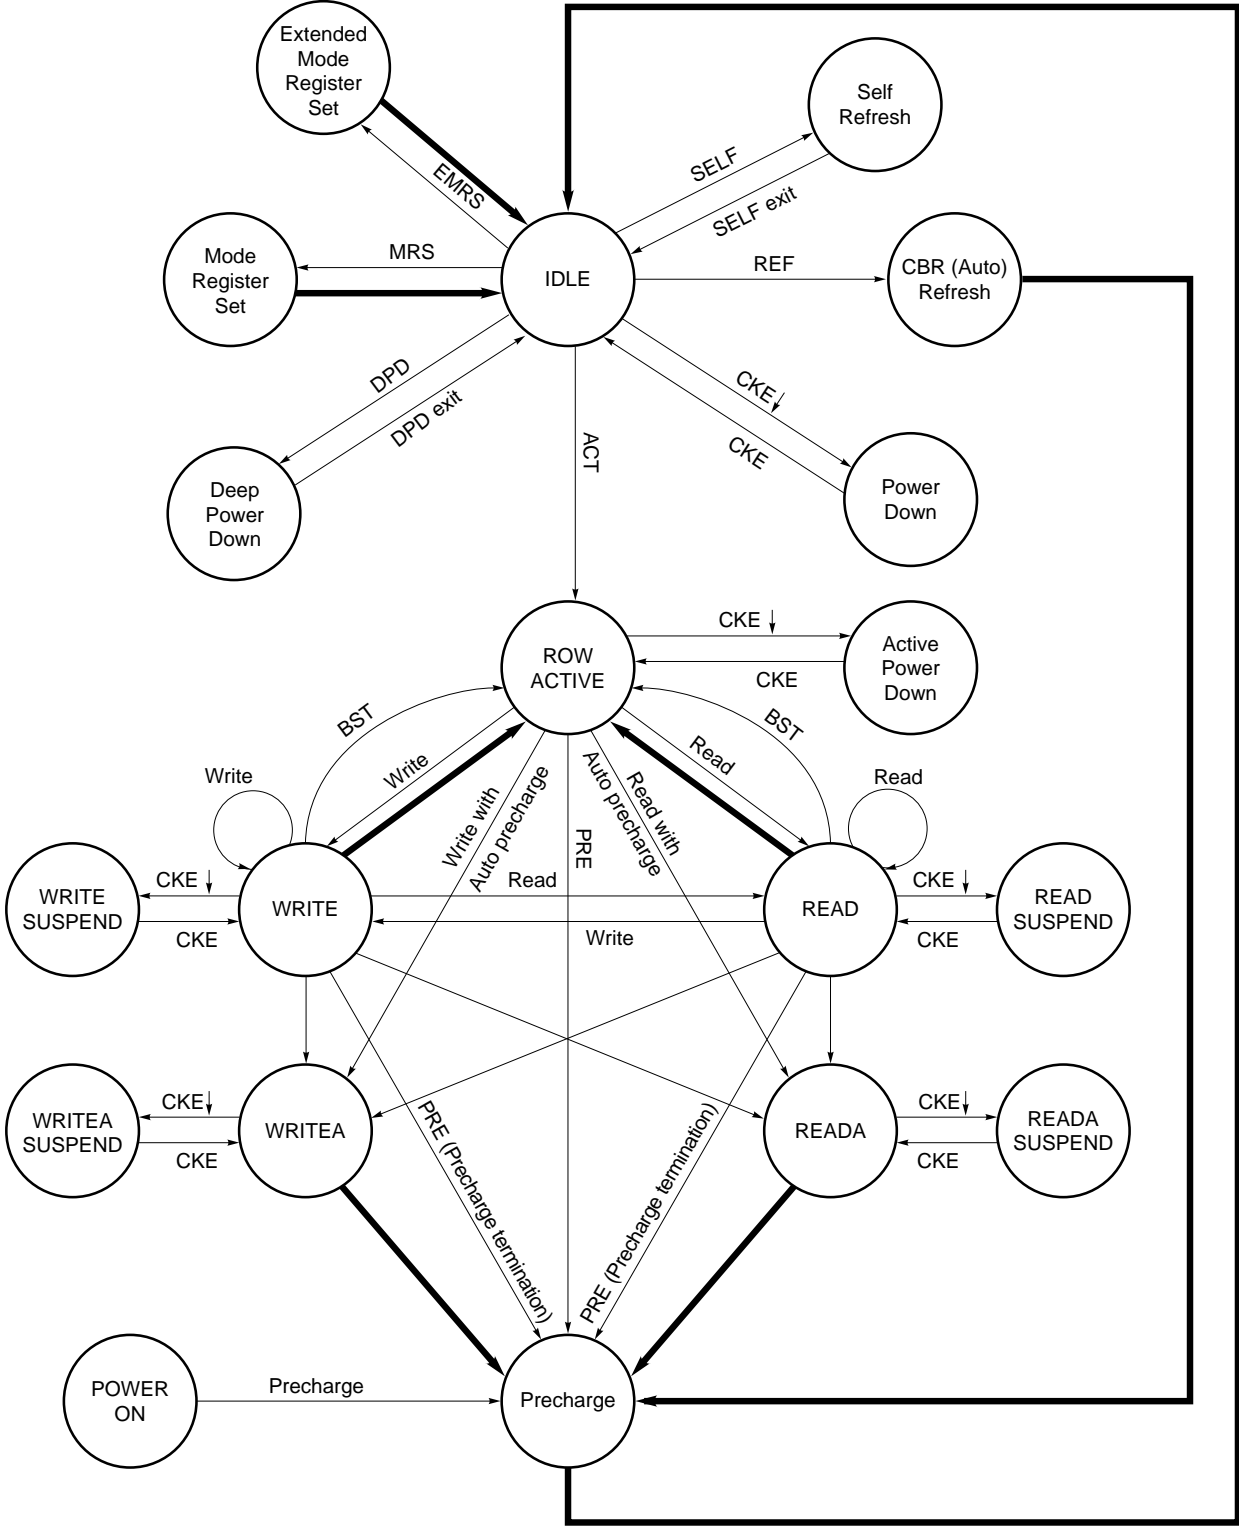 Extended
Mode
Register
Set
Self
Refresh
EMRS
SELF
SELF exit
Mode
Register
Set
MRS
IDLE
REF
CBR (Auto)
Refresh
DPD
DPD exit
CKE
CKE
ACT
Deep
Power
Down
Power
Down
ROW
ACTIVE
CKE
CKE
Active
Power
Down
BST
BST
Write
Read
Write
Read
Write with
Auto precharge
PRE
Read with
Auto precharge
WRITE
SUSPEND
CKE
CKE
WRITE
Read
Write
READ
CKE
CKE
READ
SUSPEND
WRITEA
SUSPEND
CKE
CKE
WRITEA
PRE (Precharge termination)
PRE (Precharge termination)
READA
CKE
CKE
READA
SUSPEND
POWER
ON
Precharge
Precharge